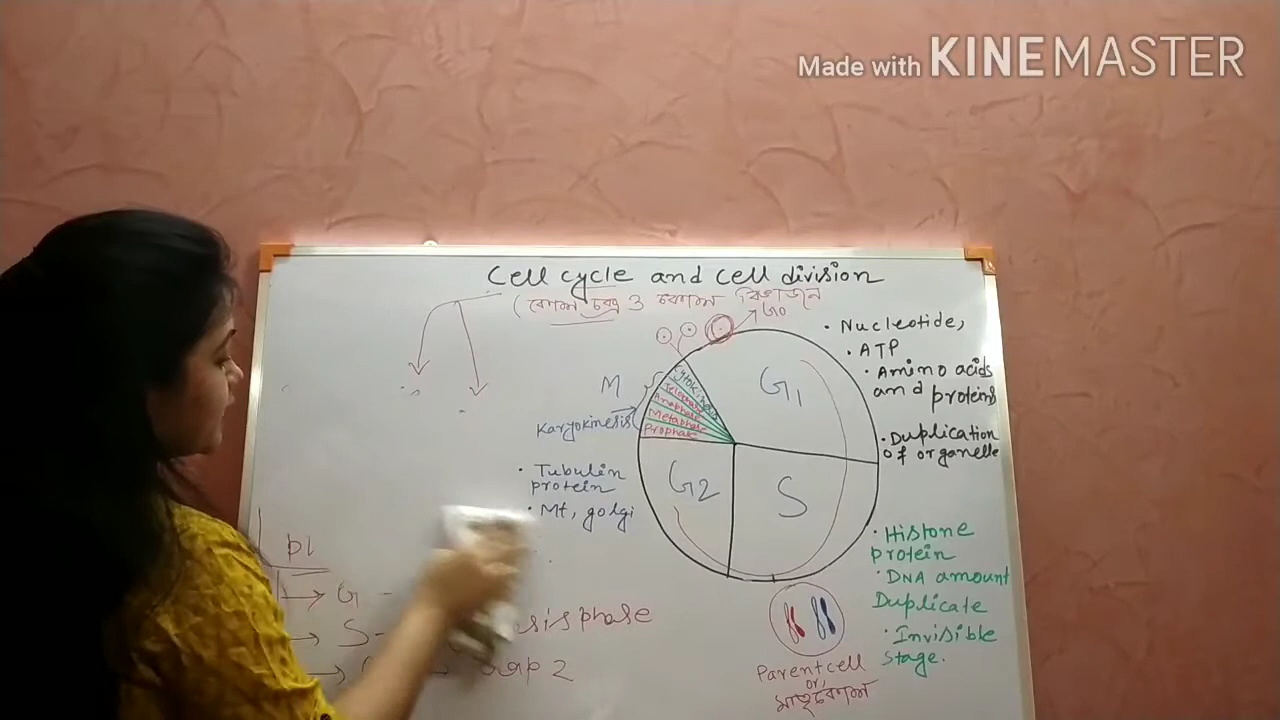 Made with KINEMASTER
Cell cycle and cell division
(কোষ চক্র ও কোষ বিভাজন
G0
M
Karyokinesis
Cytokinesis
Telophase
Anaphase
Metaphase
Prophase
G1
S
G2
• Nucleotide,
• ATP
• Amino acids
and proteins
• Duplication
of organelle
• Tubulin
protein
• Mt, golgi
• Histone
protein
• DNA amount
Duplicate
• Invisible
stage.
Parent cell
or,
মাতৃকোষ
G -
S -
phase
Gap 2